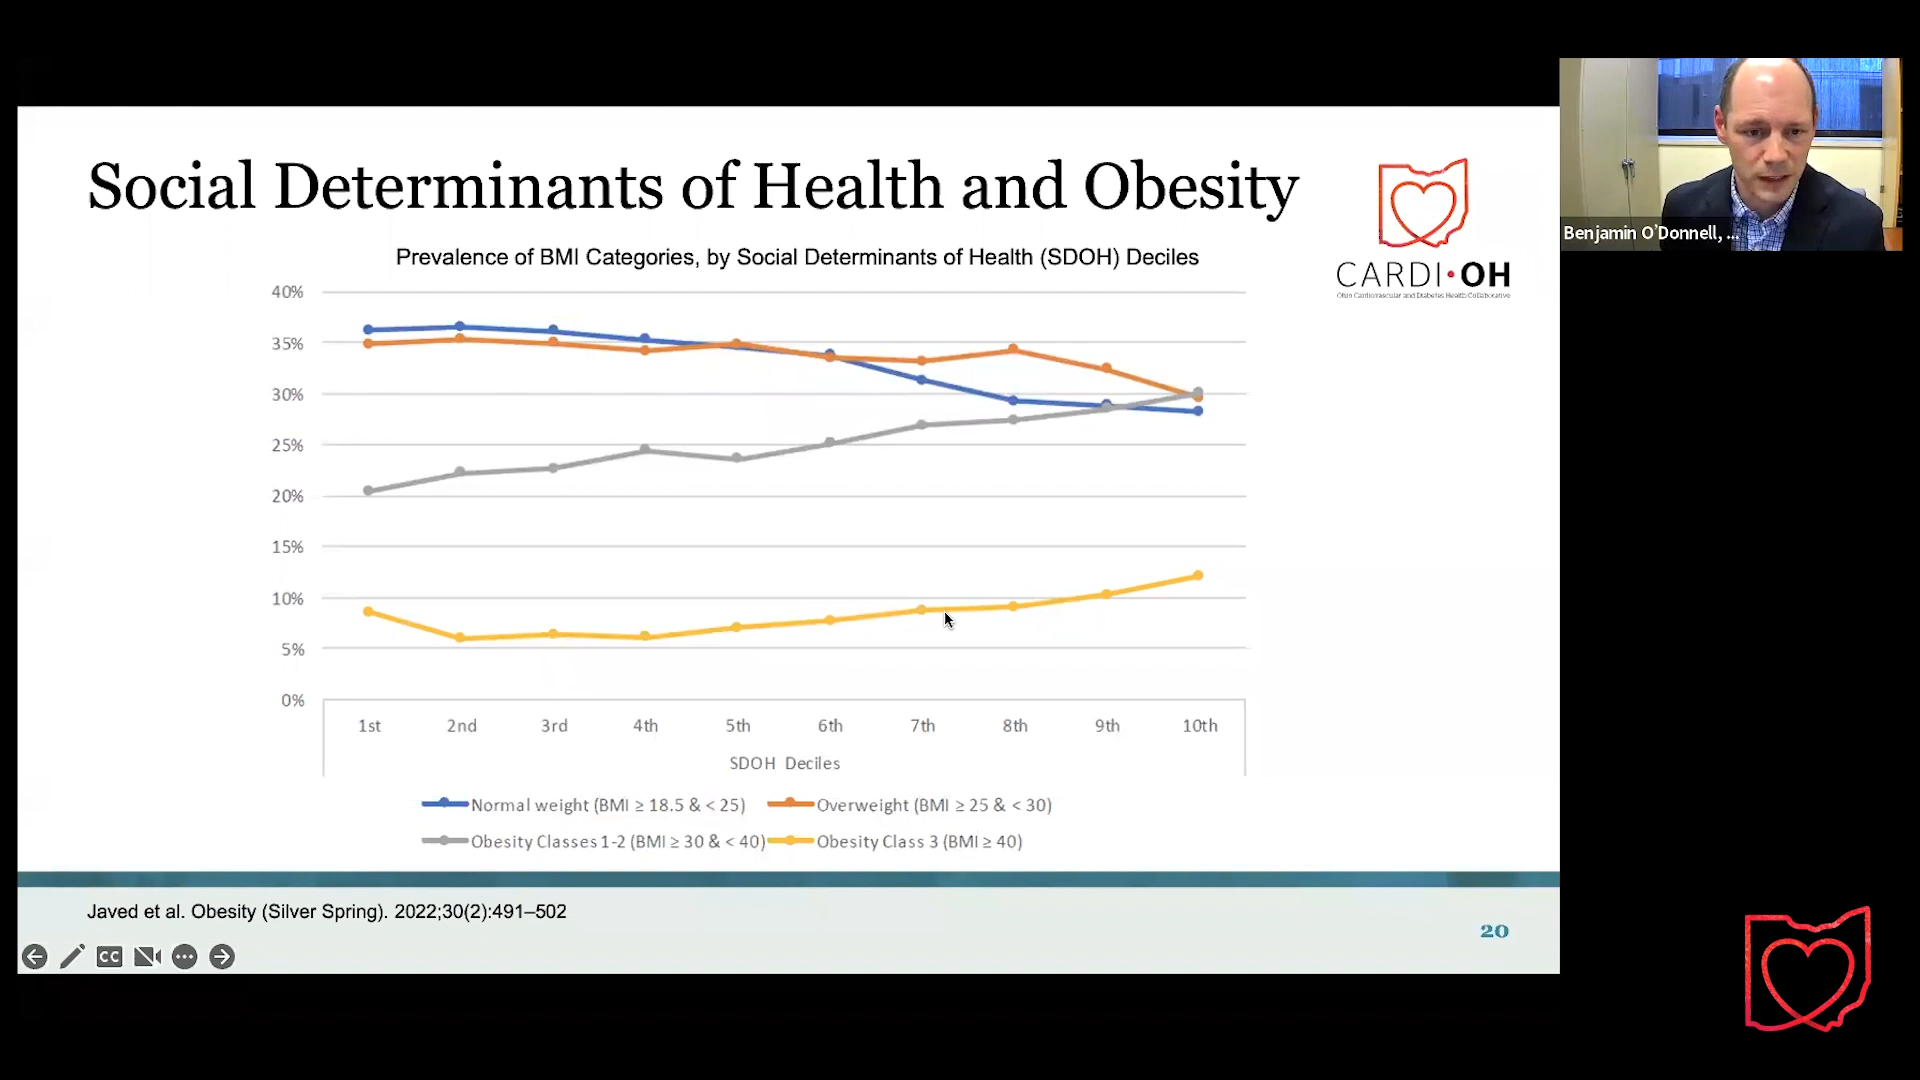 Social Determinants of Health and Obesity
CARDI•OH
Ohio Cardiovascular and Diabetes Health Collaborative
Benjamin O'Donnell, ...
Prevalence of BMI Categories, by Social Determinants of Health (SDOH) Deciles
40%
35%
30%
25%
20%
15%
10%
5%
0%
1st 2nd 3rd 4th 5th 6th 7th 8th 9th 10th
SDOH Deciles
Normal weight (BMI ≥ 18.5 & < 25) Overweight (BMI ≥ 25 & < 30)
Obesity Classes 1-2 (BMI ≥ 30 & < 40) Obesity Class 3 (BMI ≥ 40)
Javed et al. Obesity (Silver Spring). 2022;30(2):491–502
20
CC